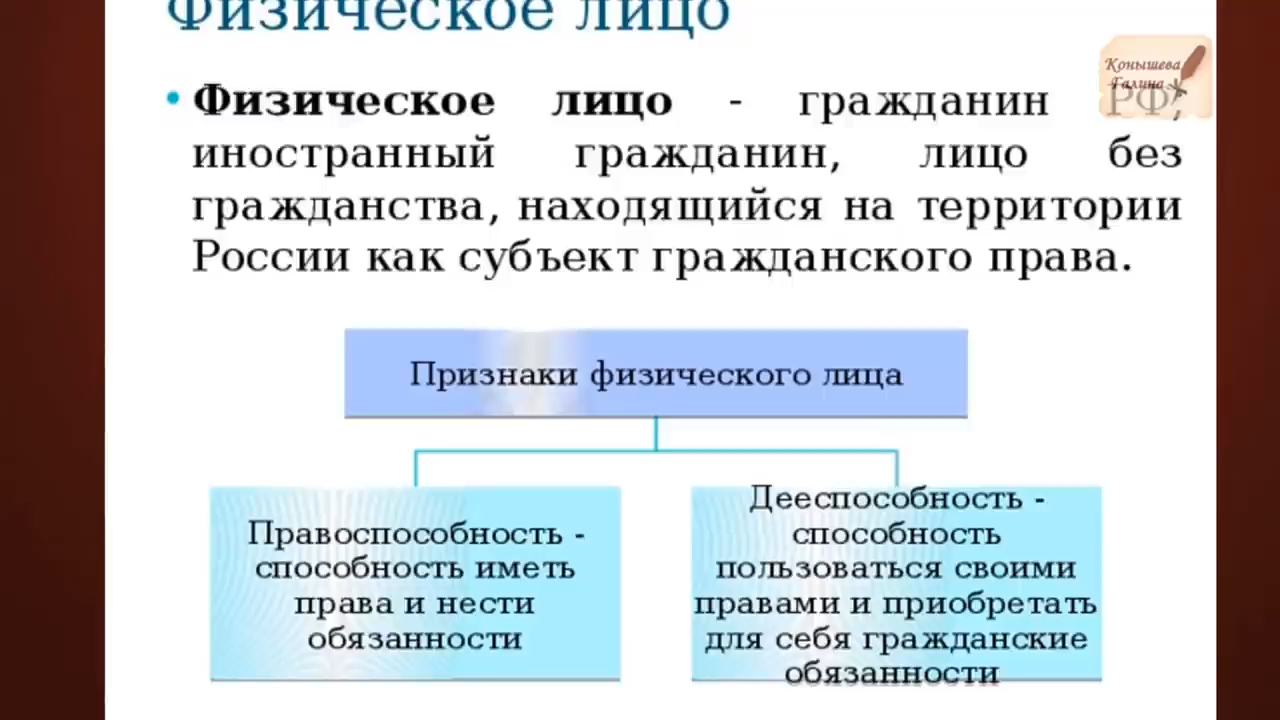 Физическое лицо
Конышева
Галина
• Физическое лицо - гражданин РФ,
иностранный гражданин, лицо без
гражданства, находящийся на территории
России как субъект гражданского права.
Признаки физического лица
Правоспособность -
способность иметь
права и нести
обязанности
Дееспособность -
способность
пользоваться своими
правами и приобретать
для себя гражданские
обязанности